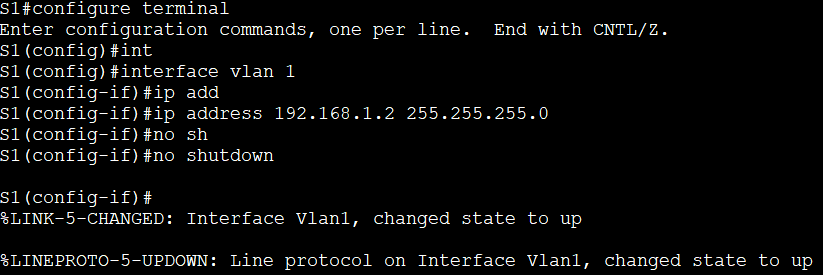 S1#configure terminal
Enter configuration commands, one per line.  End with CNTL/Z.
S1(config)#int
S1(config)#interface vlan 1
S1(config-if)#ip add
S1(config-if)#ip address 192.168.1.2 255.255.255.0
S1(config-if)#no sh
S1(config-if)#no shutdown
S1(config-if)#
%LINK-5-CHANGED: Interface Vlan1, changed state to up
%LINEPROTO-5-UPDOWN: Line protocol on Interface Vlan1, changed state to up